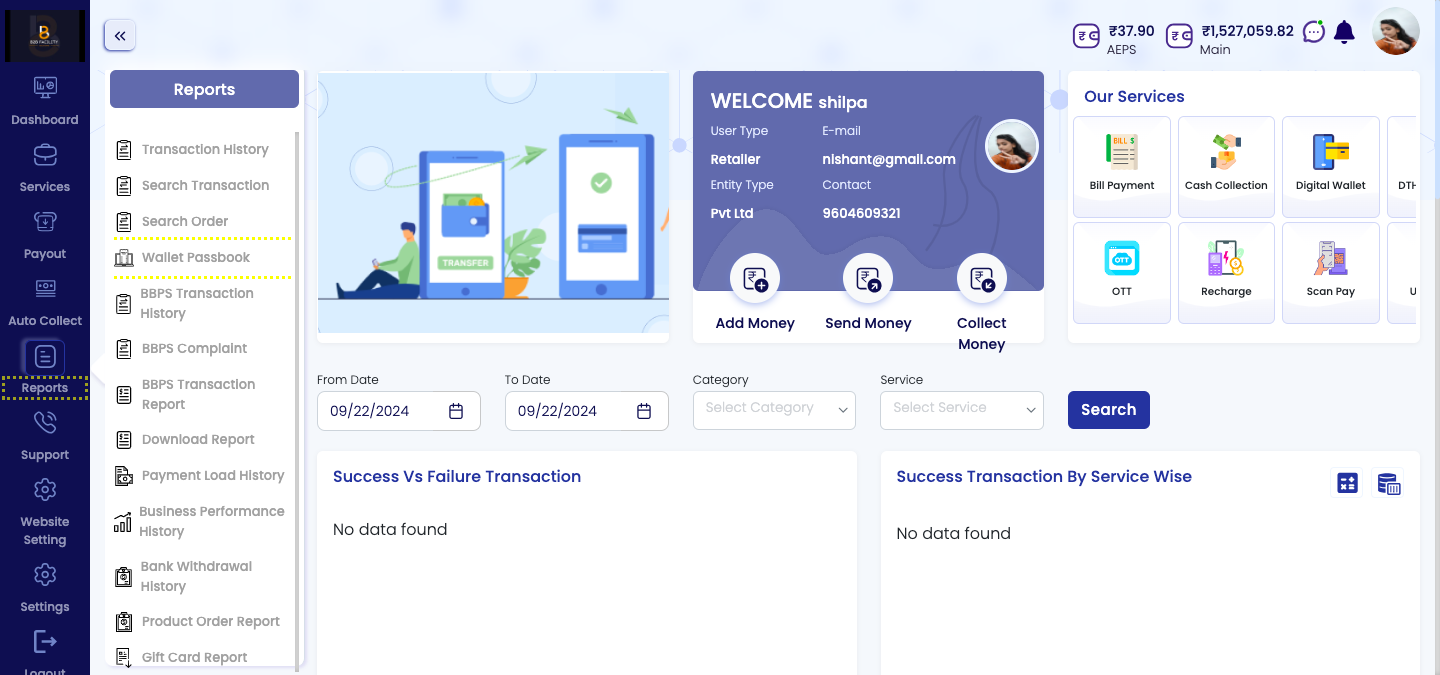 B2B FACILITY
Dashboard
Services
Payout
Auto Collect
Reports
Support
Website
Setting
Settings
Logout
Reports
Transaction History
Search Transaction
Search Order
Wallet Passbook
BBPS Transaction
History
BBPS Complaint
BBPS Transaction
Report
Download Report
Payment Load History
Business Performance
History
Bank Withdrawal
History
Product Order Report
Gift Card Report
₹37.90
AEPS
₹1,527,059.82
Main
TRANSFER
WELCOME shilpa
User Type E-mail
Retailer nishant@gmail.com
Entity Type Contact
Pvt Ltd 9604609321
Add Money Send Money Collect
Money
Our Services
BILL $
Bill Payment Cash Collection Digital Wallet DTH
OTT
OTT Recharge Scan Pay U
From Date To Date Category Service
09/22/2024 09/22/2024 Select Category Select Service Search
Success Vs Failure Transaction
No data found
Success Transaction By Service Wise
No data found